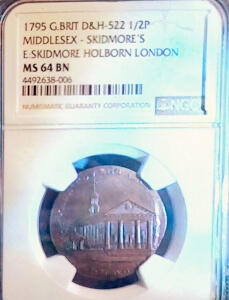 1795 G.BRIT D&H-522 1/2P
MIDDLESEX - SKIDMORE'S
E:SKIDMORE HOLBORN LONDON
MS 64 BN
4492638-006
NUMISMATIC GUARANTY CORPORATION
NGC